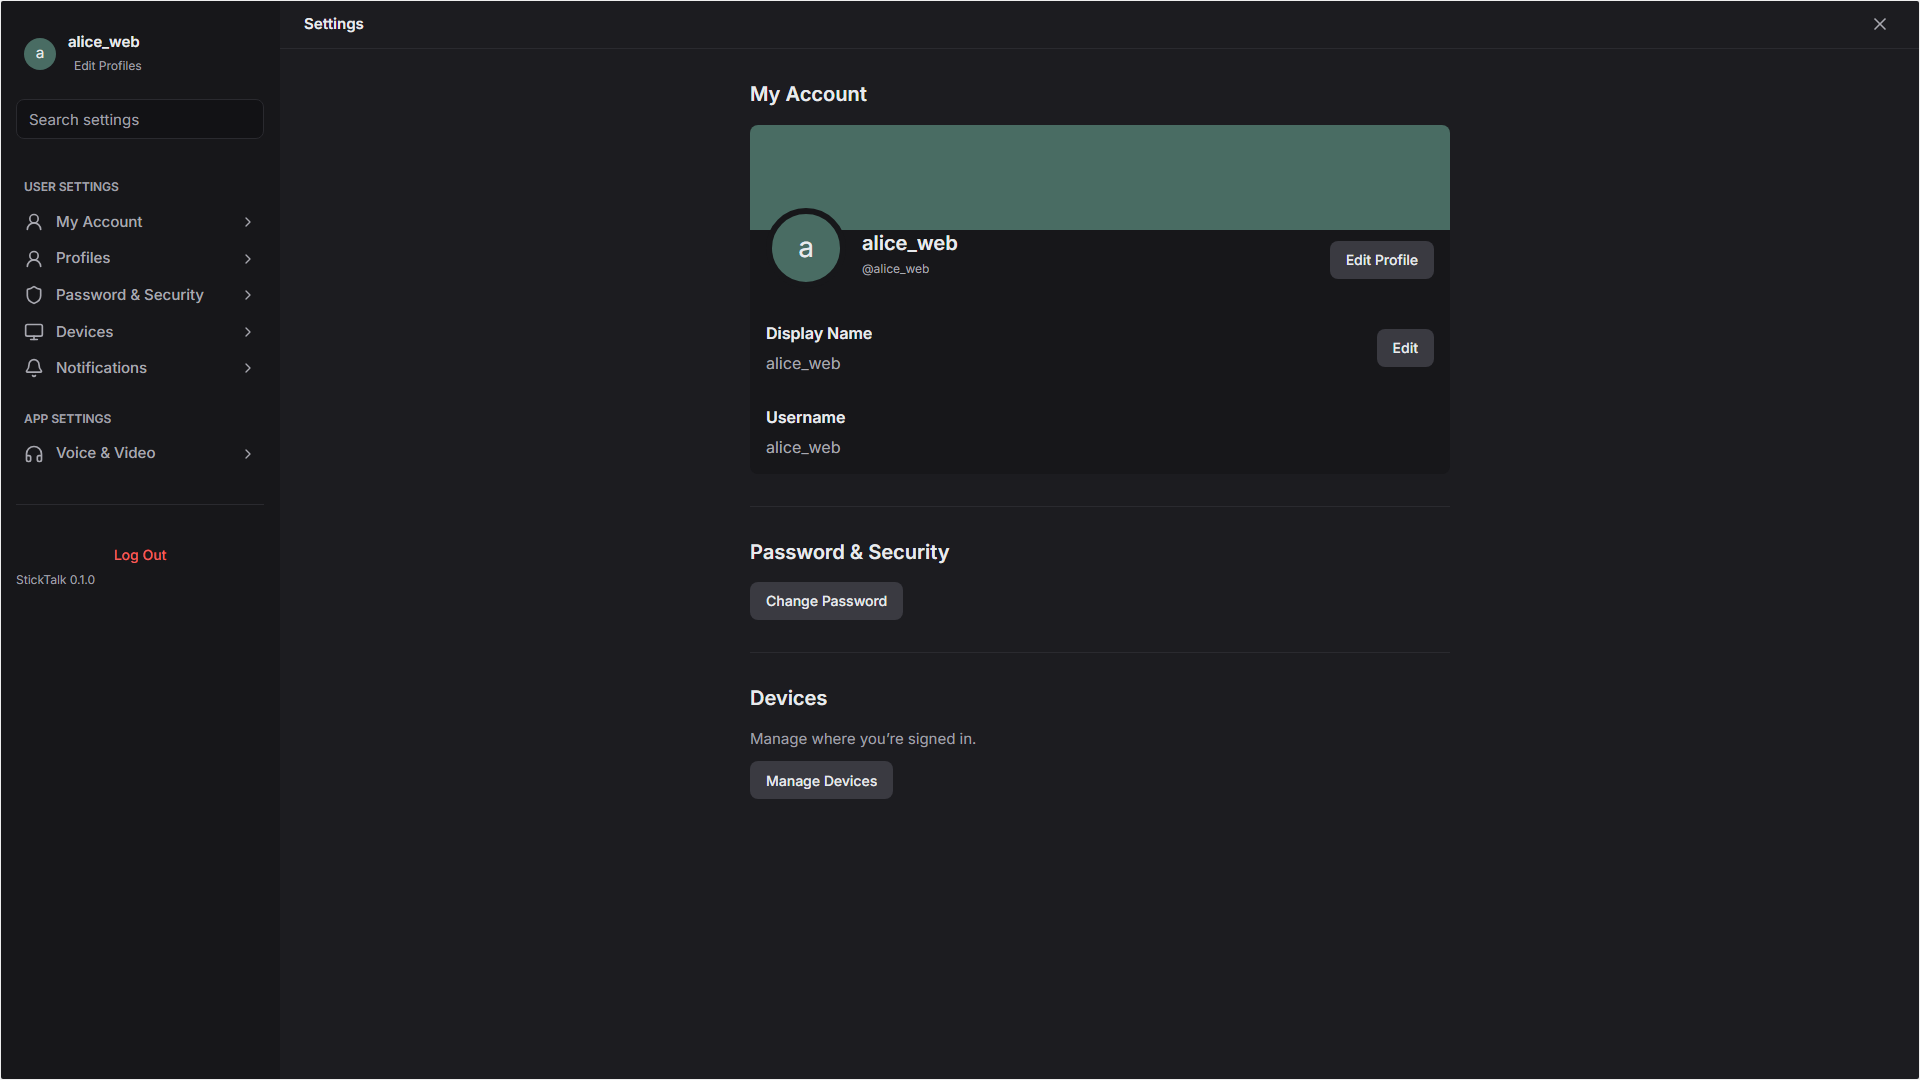 a
alice_web
Edit Profiles
Search settings
USER SETTINGS
My Account
Profiles
Password & Security
Devices
Notifications
APP SETTINGS
Voice & Video
Log Out
StickTalk 0.1.0
Settings
My Account
a
alice_web
@alice_web
Edit Profile
Display Name
alice_web
Edit
Username
alice_web
Password & Security
Change Password
Devices
Manage where you’re signed in.
Manage Devices